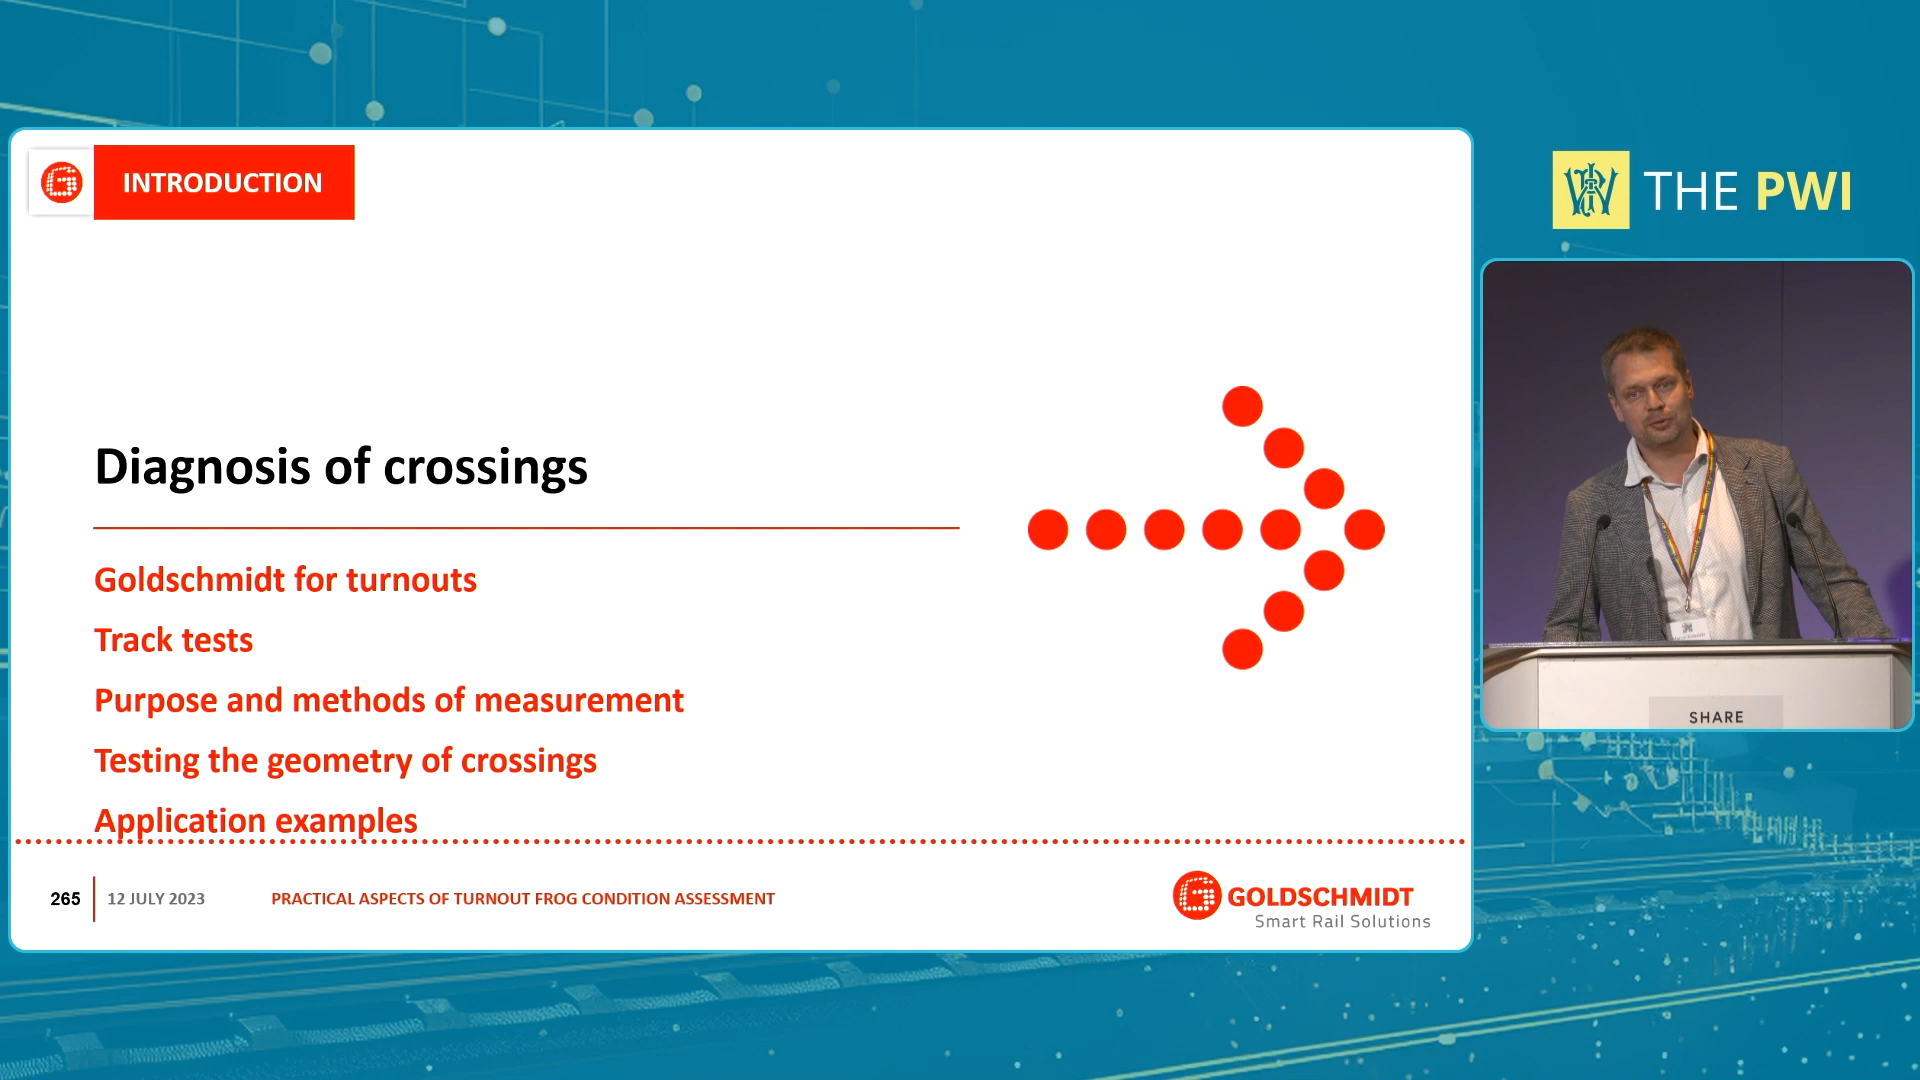 INTRODUCTION
Diagnosis of crossings
Goldschmidt for turnouts
Track tests
Purpose and methods of measurement
Testing the geometry of crossings
Application examples
265
12 JULY 2023
PRACTICAL ASPECTS OF TURNOUT FROG CONDITION ASSESSMENT
GOLDSCHMIDT
Smart Rail Solutions
THE PWI
SHARE